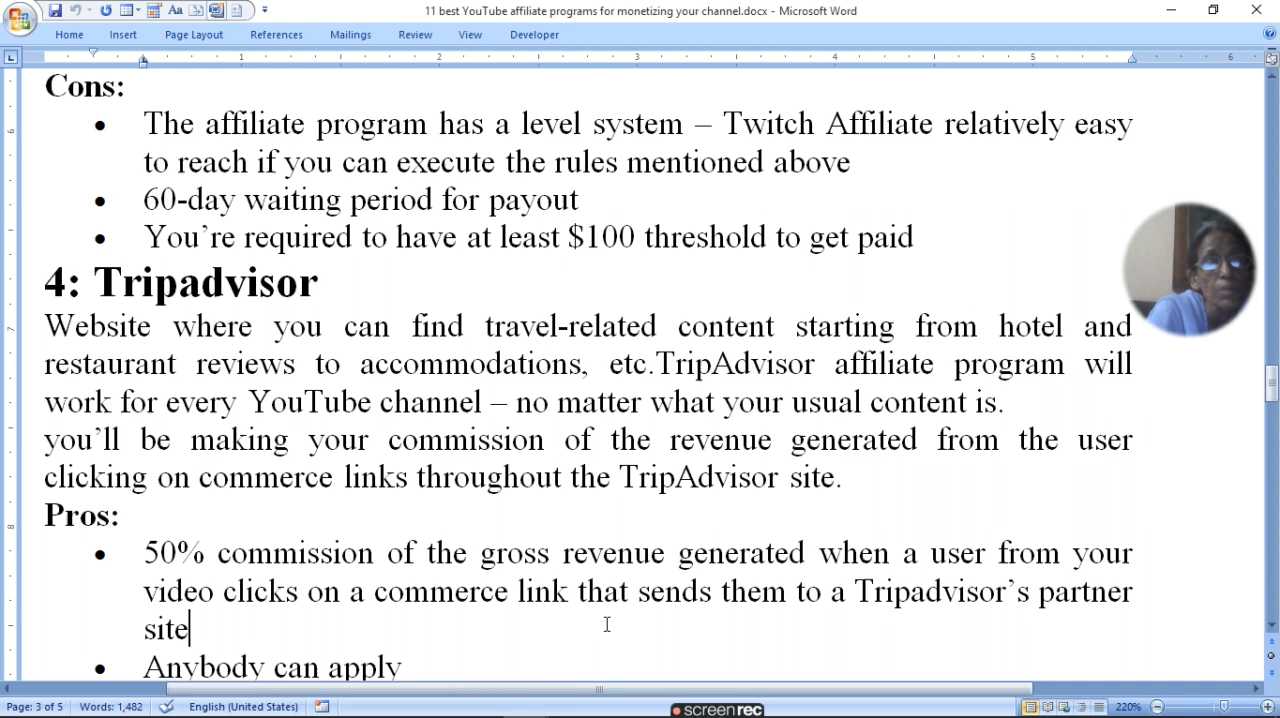 11 best YouTube affiliate programs for monetizing your channel.docx - Microsoft Word
Home Insert Page Layout References Mailings Review View Developer
1 2 3 4 5 6
Cons:
• The affiliate program has a level system – Twitch Affiliate relatively easy
to reach if you can execute the rules mentioned above
• 60-day waiting period for payout
• You’re required to have at least $100 threshold to get paid
4: Tripadvisor
Website where you can find travel-related content starting from hotel and
restaurant reviews to accommodations, etc.TripAdvisor affiliate program will
work for every YouTube channel – no matter what your usual content is.
you’ll be making your commission of the revenue generated from the user
clicking on commerce links throughout the TripAdvisor site.
Pros:
• 50% commission of the gross revenue generated when a user from your
video clicks on a commerce link that sends them to a Tripadvisor’s partner
site
• Anybody can apply
Page: 3 of 5 Words: 1,482 English (United States) screenrec 220%